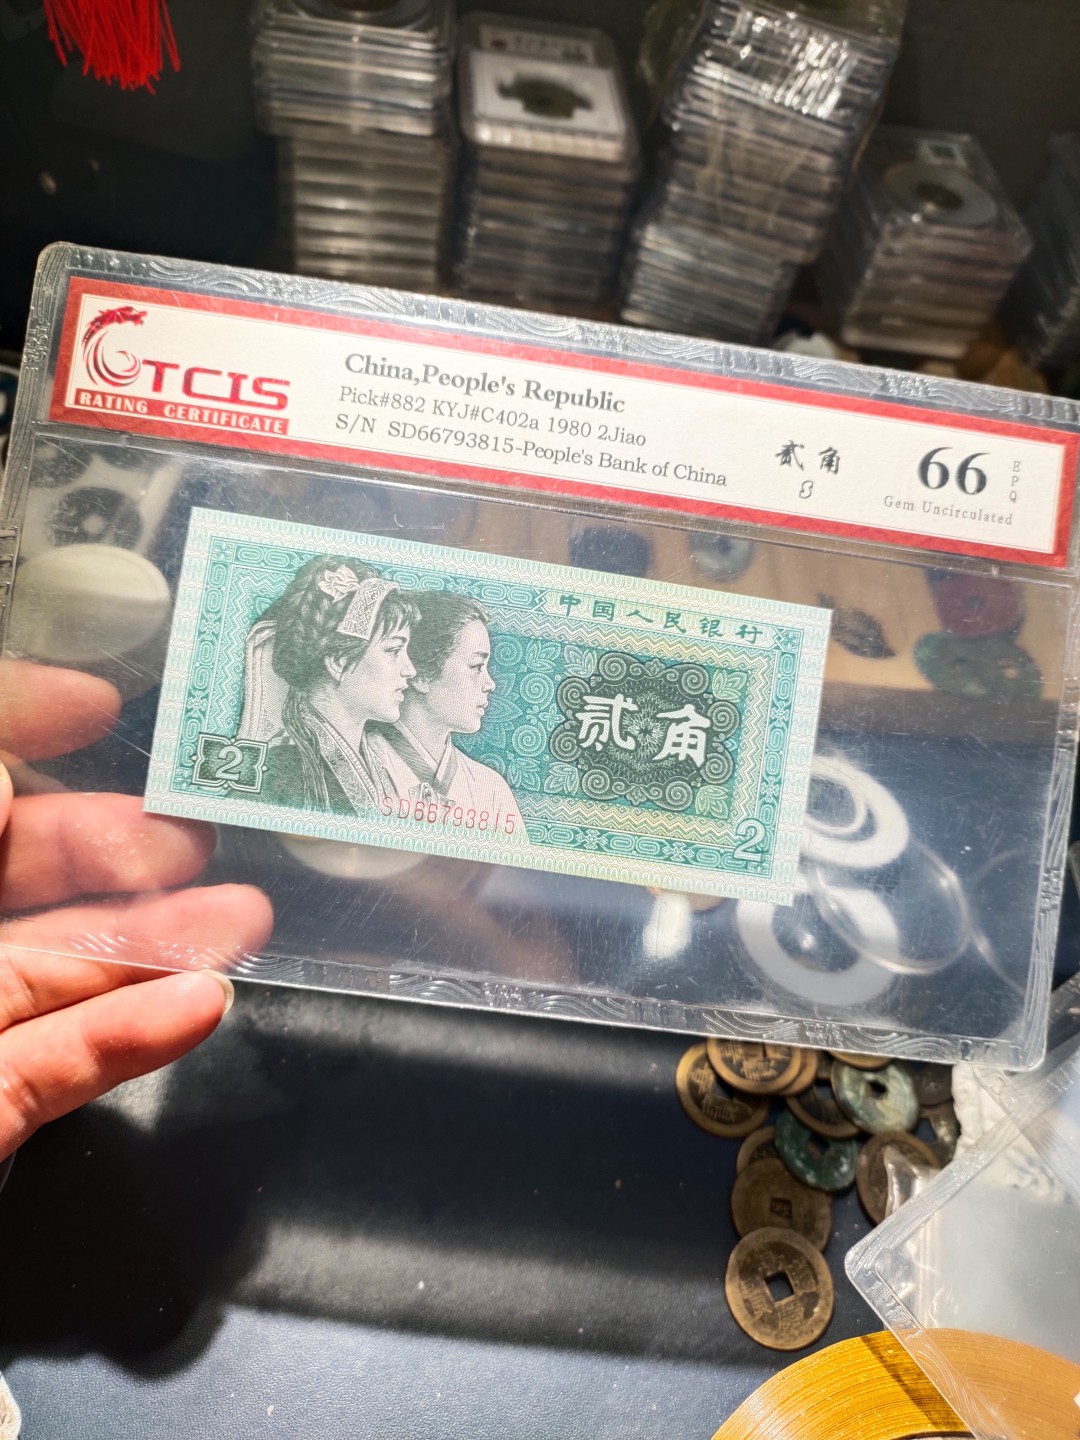 TCIS
RATING CERTIFICATE
China,People's Republic
Pick#882 KYJ#C402a 1980 2Jiao
S/N SD66793815-People's Bank of China
贰角
66
EPQ
Gem Uncirculated
中国人民银行
贰角
2
SD66793815
2